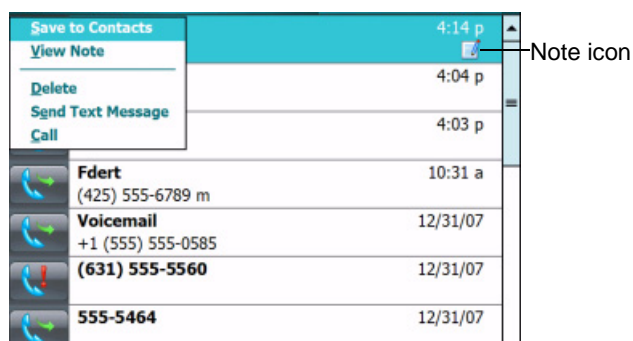 Save to Contacts
4:14 p
View Note
Note icon
Delete
4:04 p
Send Text Message
Call
4:03 p
Fdert
10:31 a
(425) 555-6789 m
Voicemail
12/31/07
+1 (555) 555-0585
(631) 555-5560
12/31/07
555-5464
12/31/07